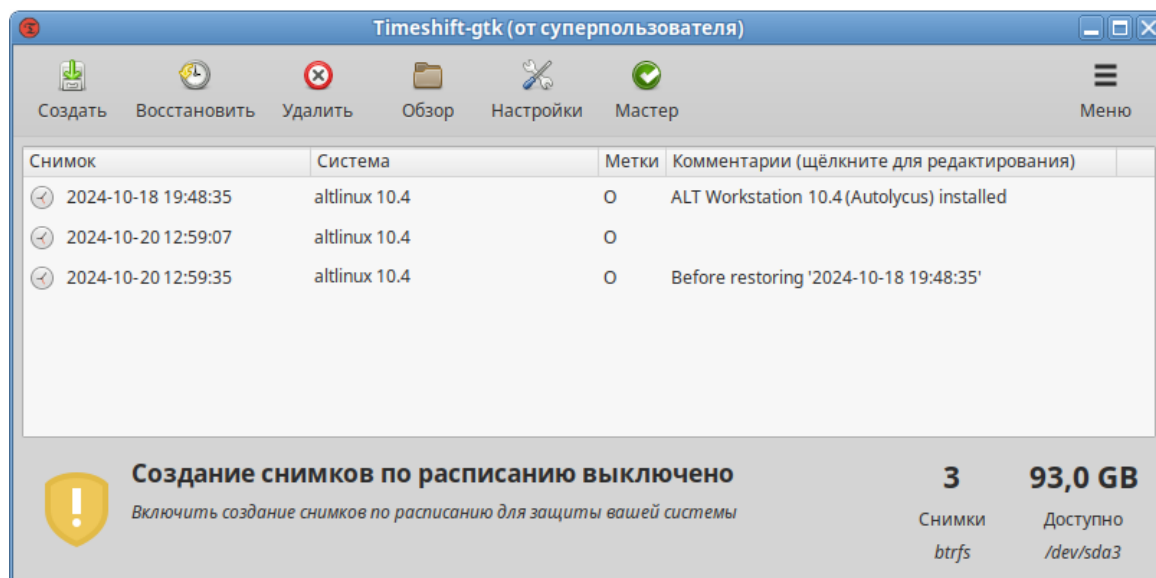 Timeshift-gtk (от суперпользователя)
Создать Восстановить Удалить Обзор Настройки Мастер Меню
Снимок Система Метки Комментарии (щёлкните для редактирования)
2024-10-18 19:48:35 altlinux 10.4 O ALT Workstation 10.4 (Autolycus) installed
2024-10-20 12:59:07 altlinux 10.4 O
2024-10-20 12:59:35 altlinux 10.4 O Before restoring '2024-10-18 19:48:35'
Создание снимков по расписанию выключено 3 93,0 GB
Включить создание снимков по расписанию для защиты вашей системы Снимки Доступно
btrfs /dev/sda3